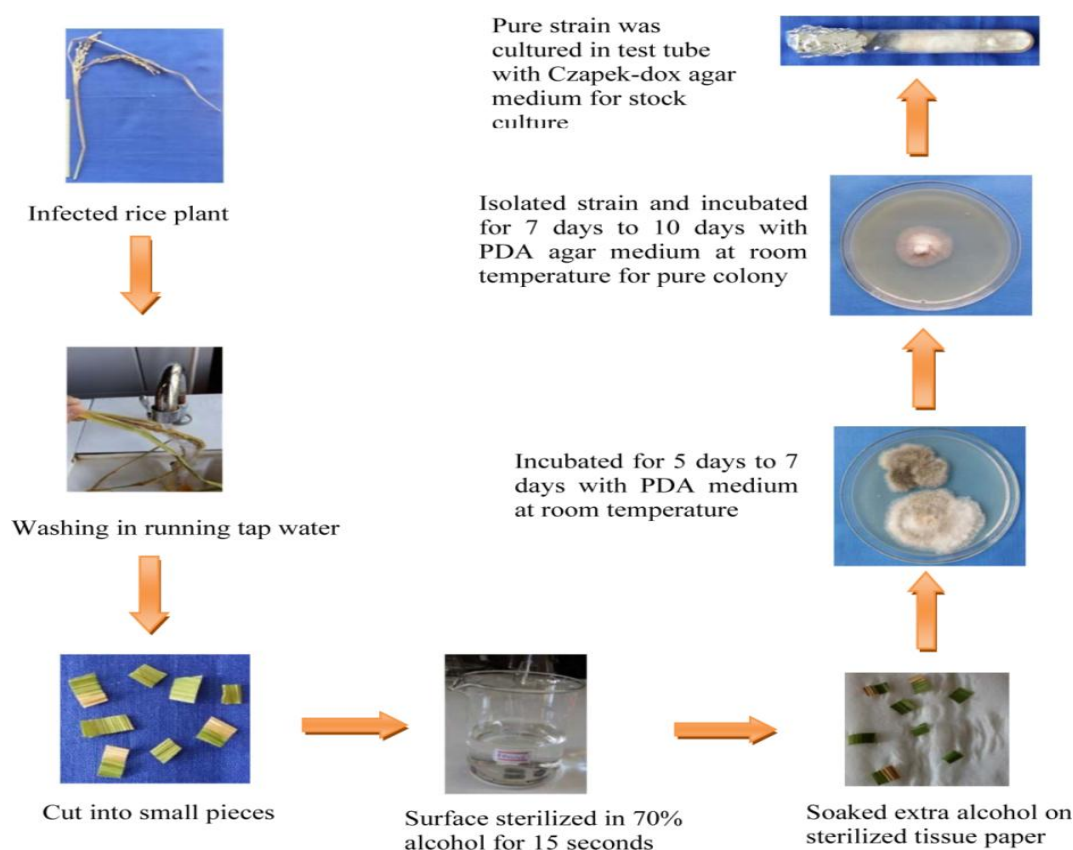 Infected rice plant
Washing in running tap water
Cut into small pieces
Surface sterilized in 70%
alcohol for 15 seconds
Soaked extra alcohol on
sterilized tissue paper
Incubated for 5 days to 7
days with PDA medium
at room temperature
Isolated strain and incubated
for 7 days to 10 days with
PDA agar medium at room
temperature for pure colony
Pure strain was
cultured in test tube
with Czapek-dox agar
medium for stock
culture